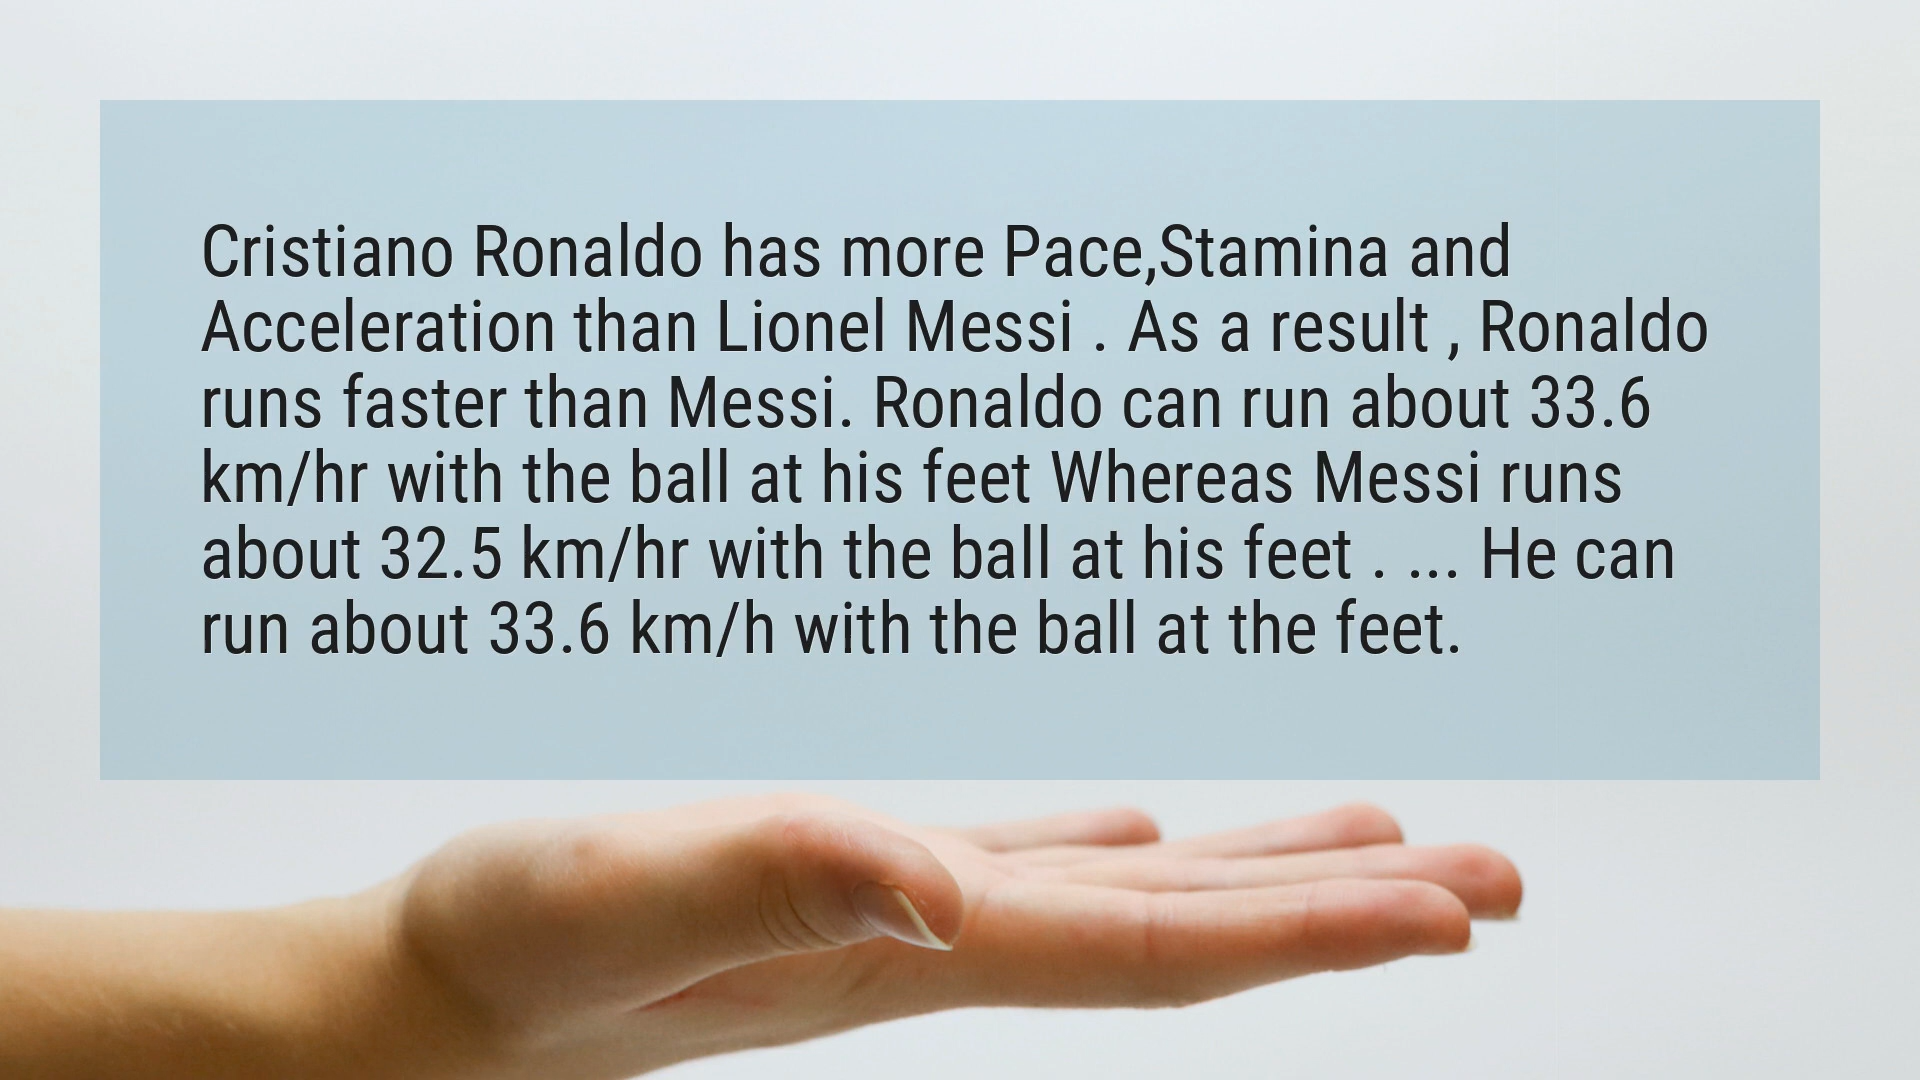 Cristiano Ronaldo has more Pace,Stamina and
Acceleration than Lionel Messi . As a result , Ronaldo
runs faster than Messi. Ronaldo can run about 33.6
km/hr with the ball at his feet Whereas Messi runs
about 32.5 km/hr with the ball at his feet . ... He can
run about 33.6 km/h with the ball at the feet.